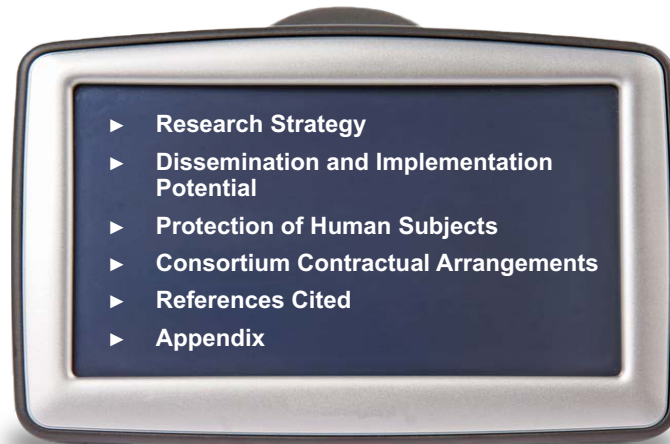 ► Research Strategy
► Dissemination and Implementation
Potential
► Protection of Human Subjects
► Consortium Contractual Arrangements
► References Cited
► Appendix